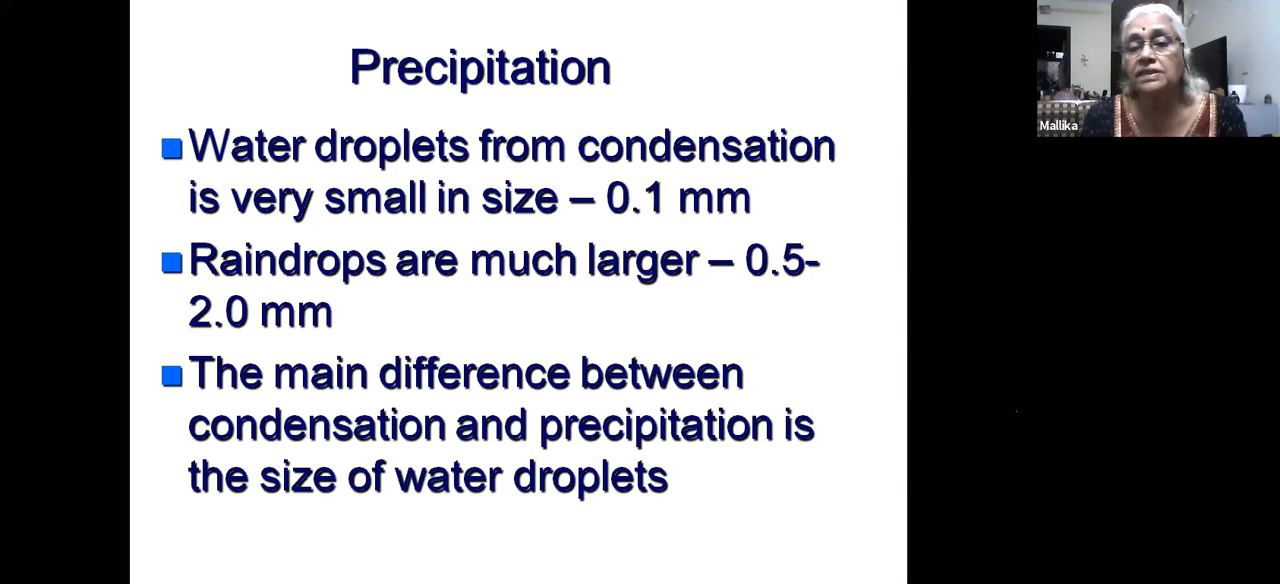 Precipitation
Water droplets from condensation
is very small in size – 0.1 mm
Raindrops are much larger – 0.5-
2.0 mm
The main difference between
condensation and precipitation is
the size of water droplets
Mallika